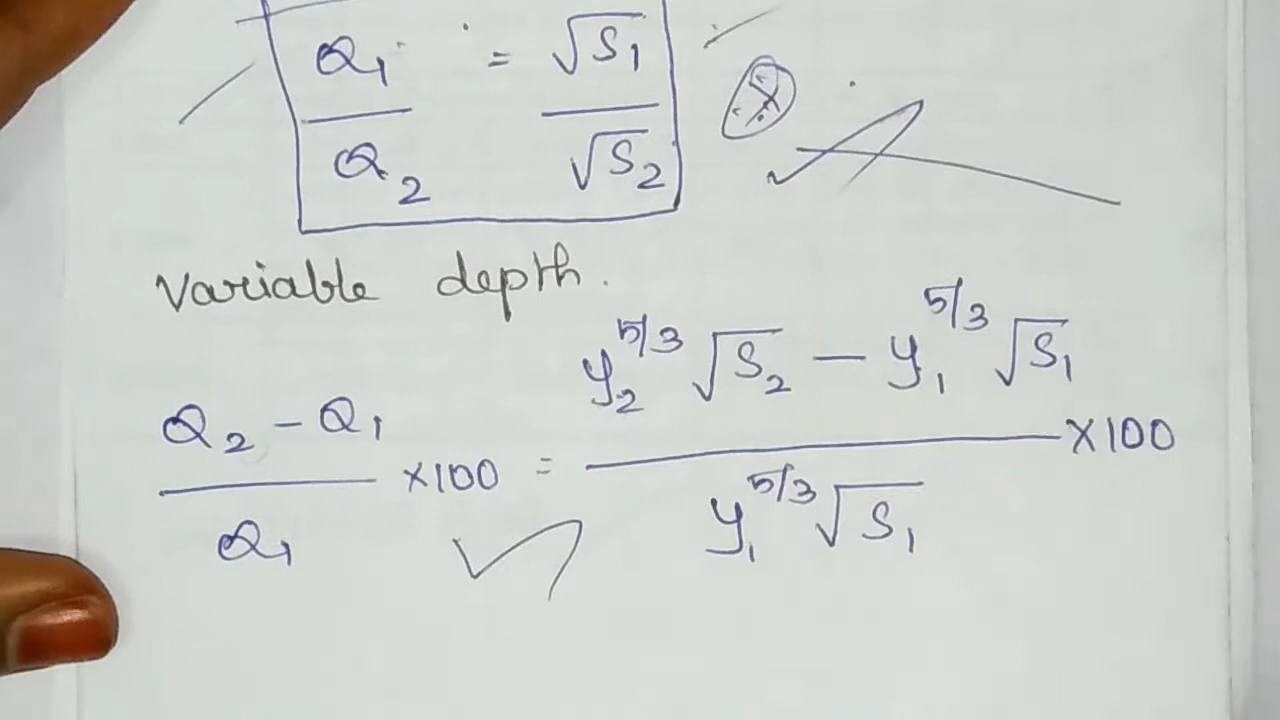 Q₁/Q₂ = √S₁/√S₂
Variable depth.
(Q₂ - Q₁)/Q₁ ×100 = (y₂^5/3 √S₂ - y₁^5/3 √S₁)/(y₁^5/3 √S₁) ×100